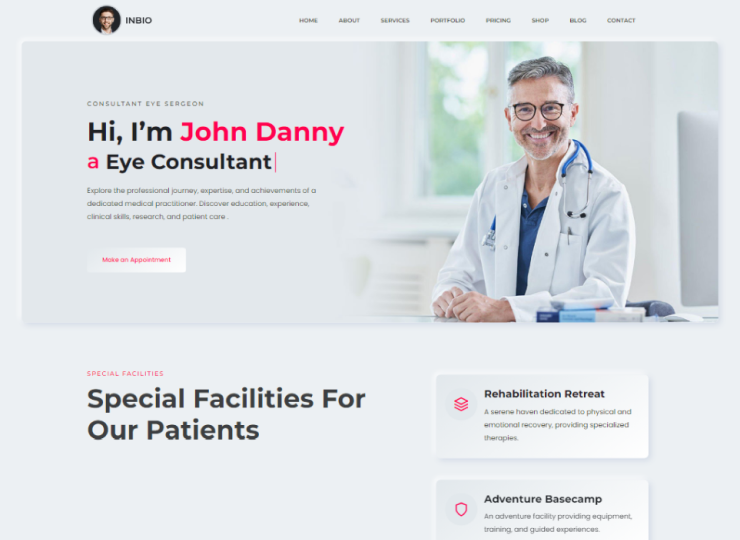 INBIO
HOME ABOUT SERVICES PORTFOLIO PRICING SHOP BLOG CONTACT
CONSULTANT EYE SERGEON
Hi, I'm John Danny
a Eye Consultant
Explore the professional journey, expertise, and achievements of a
dedicated medical practitioner. Discover education, experience,
clinical skills, research, and patient care .
Make an Appointment
SPECIAL FACILITIES
Special Facilities For
Our Patients
Rehabilitation Retreat
A serene haven dedicated to physical and
emotional recovery, providing specialized
therapies.
Adventure Basecamp
An adventure facility providing equipment,
training, and guided experiences.